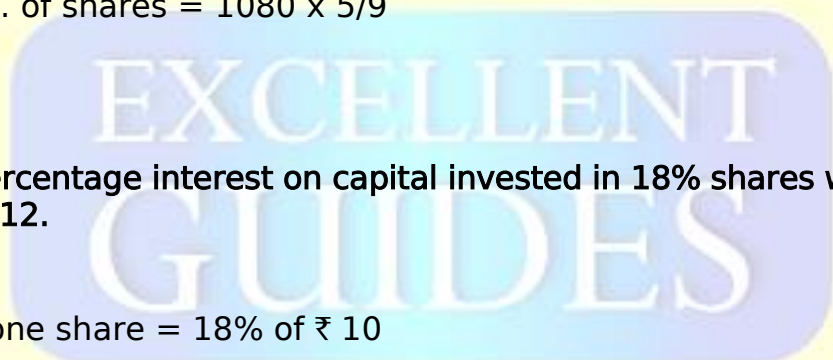 . of shares = 1080 x 5/9
EXCELLENT
rcentage interest on capital invested in 18% shares
12.
GUIDES
one share = 18% of ₹ 10